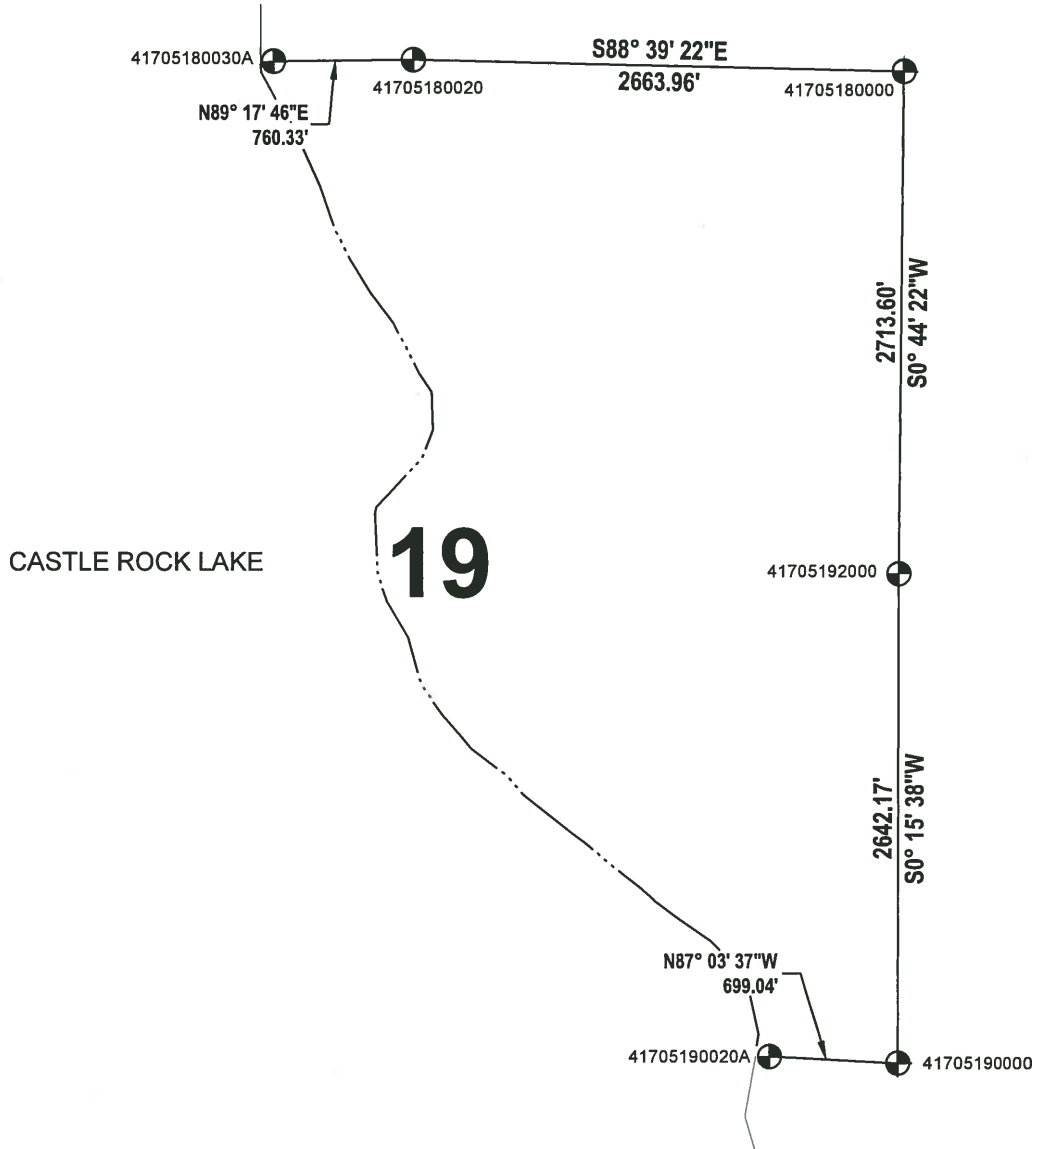 S88° 39' 22"E
41705180030A
2663.96'
41705180020
41705180000
N89° 17' 46"E
760.33'
2713.60'
S0° 44' 22"W
CASTLE ROCK LAKE
19
41705192000
2642.17'
S0° 15' 38"W
N87° 03' 37"W
699.04'
41705190020A
41705190000